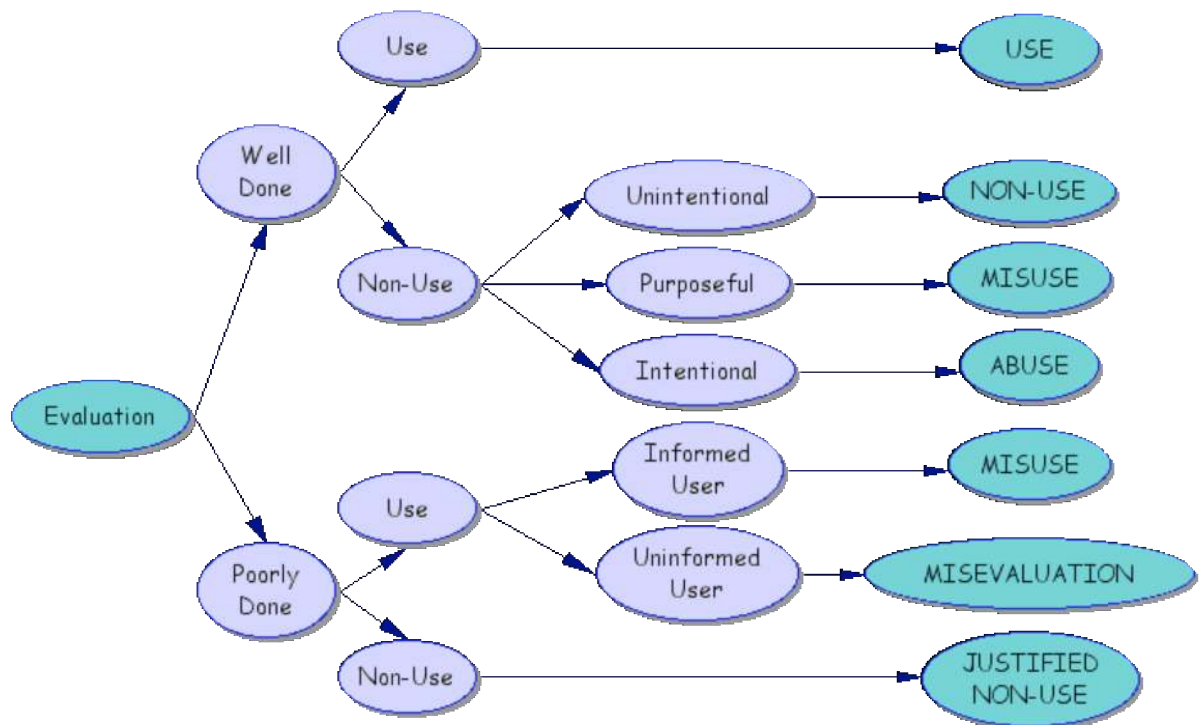 Use
USE
Well
Done
Unintentional
NON-USE
Non-Use
Purposeful
MISUSE
Intentional
ABUSE
Evaluation
Informed
User
MISUSE
Use
Uninformed
User
MISEVALUATION
Poorly
Done
Non-Use
JUSTIFIED
NON-USE